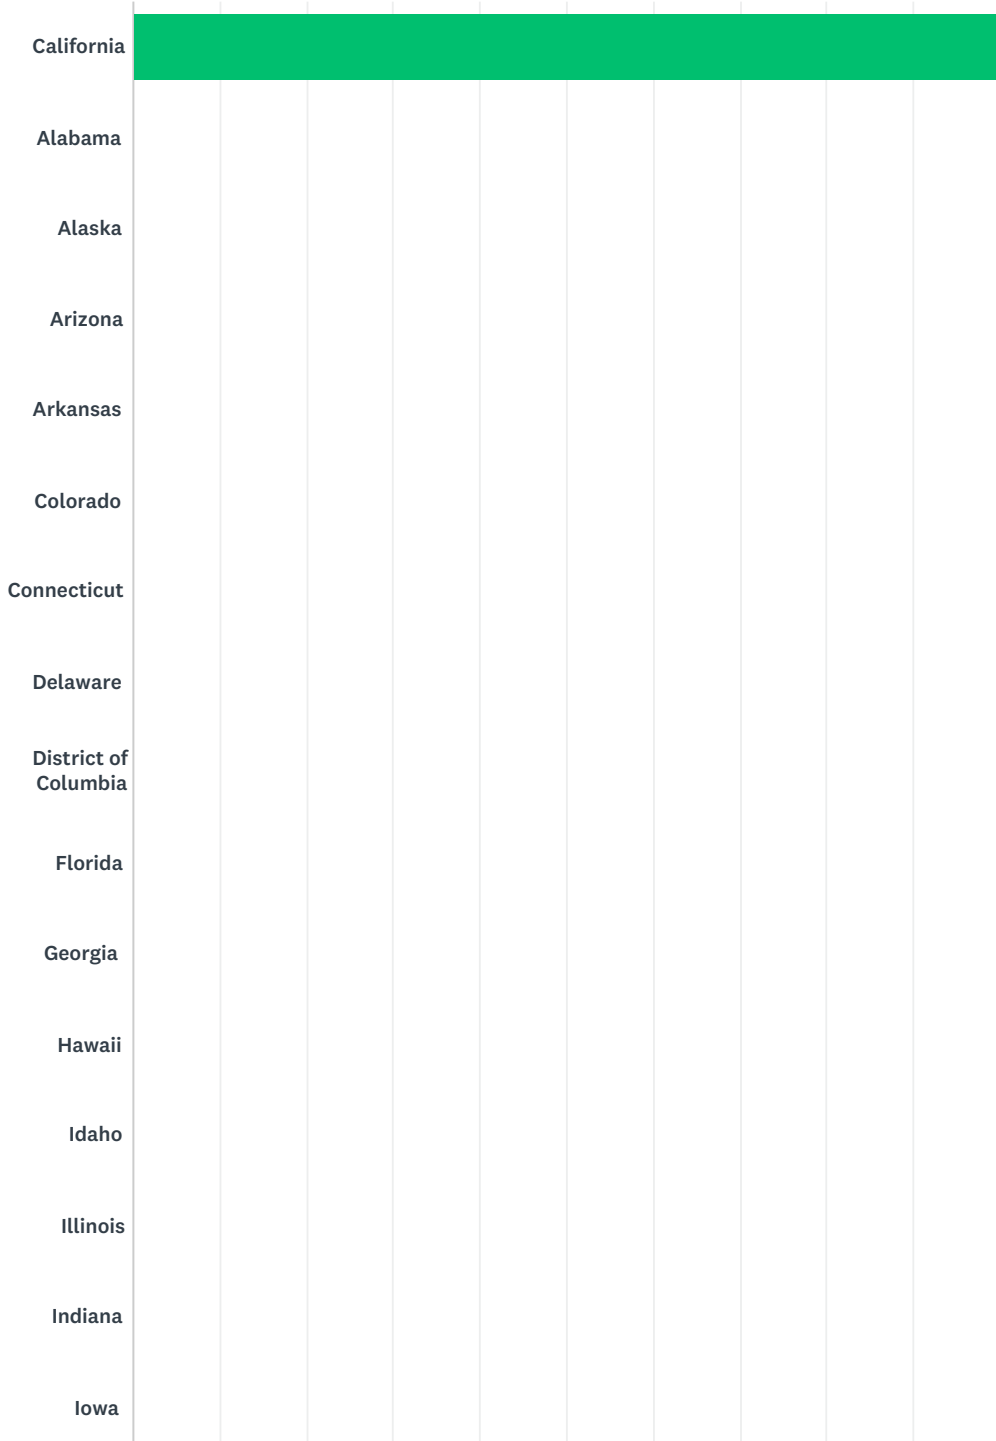 California
Alabama
Alaska
Arizona
Arkansas
Colorado
Connecticut
Delaware
District of
Columbia
Florida
Georgia
Hawaii
Idaho
Illinois
Indiana
Iowa